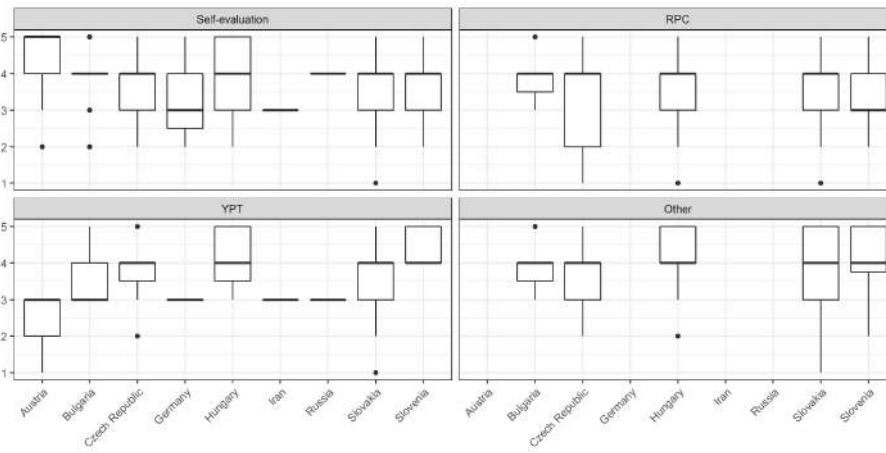 Self-evaluation
RPC
5
4
3
2
1
YPT
Other
5
4
3
2
1
Austria
Bulgaria
Czech Republic
Germany
Hungary
Iran
Russia
Slovakia
Slovenia
Austria
Bulgaria
Czech Republic
Germany
Hungary
Iran
Russia
Slovakia
Slovenia